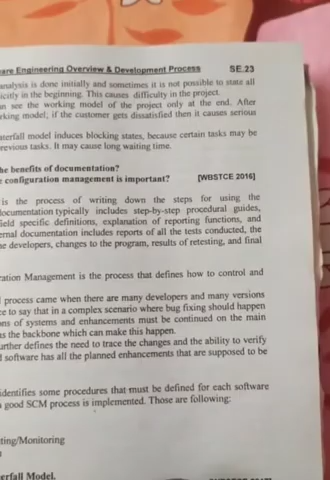 are Engineering Overview & Development Process SE.23
analysis is done initially and sometimes it is not possible to state all
icitly in the beginning. This causes difficulty in the project.
n see the working model of the project only at the end. After
rking model; if the customer gets dissatisfied then it causes serious
aterfall model induces blocking states, because certain tasks may be
revious tasks. It may cause long waiting time.
he benefits of documentation?
e configuration management is important? [WBSTCE 2016]
is the process of writing down the steps for using the
documentation typically includes step-by-step procedural guides,
field specific definitions, explanation of reporting functions, and
ernal documentation includes reports of all the tests conducted, the
he developers, changes to the program, results of retesting, and final
ration Management is the process that defines how to control and
l process came when there are many developers and many versions
ce to say that in a complex scenario where bug fixing should happen
ons of systems and enhancements must be continued on the main
as the backbone which can make this happen.
urther defines the need to trace the changes and the ability to verify
l software has all the planned enhancements that are supposed to be
identifies some procedures that must be defined for each software
a good SCM process is implemented. Those are following:
ting/Monitoring
erfall Model.